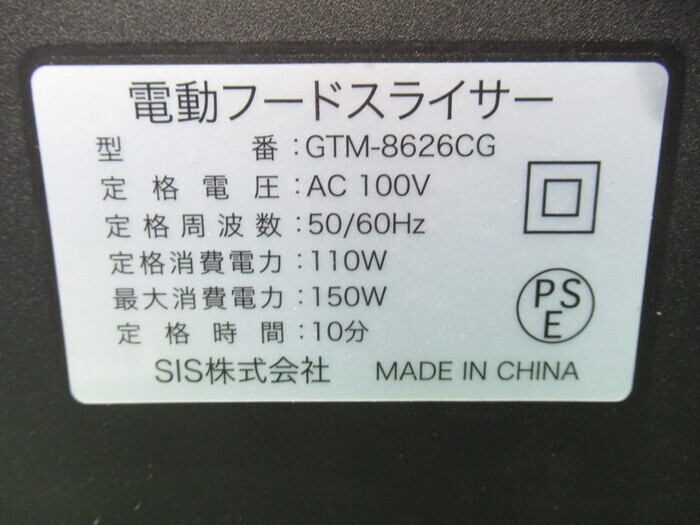 電動フードスライサー
型番:GTM-8626CG
定格電圧:AC 100V
定格周波数:50/60Hz
定格消費電力:110W
最大消費電力:150W
定格時間:10分
PSE
SIS株式会社 MADE IN CHINA